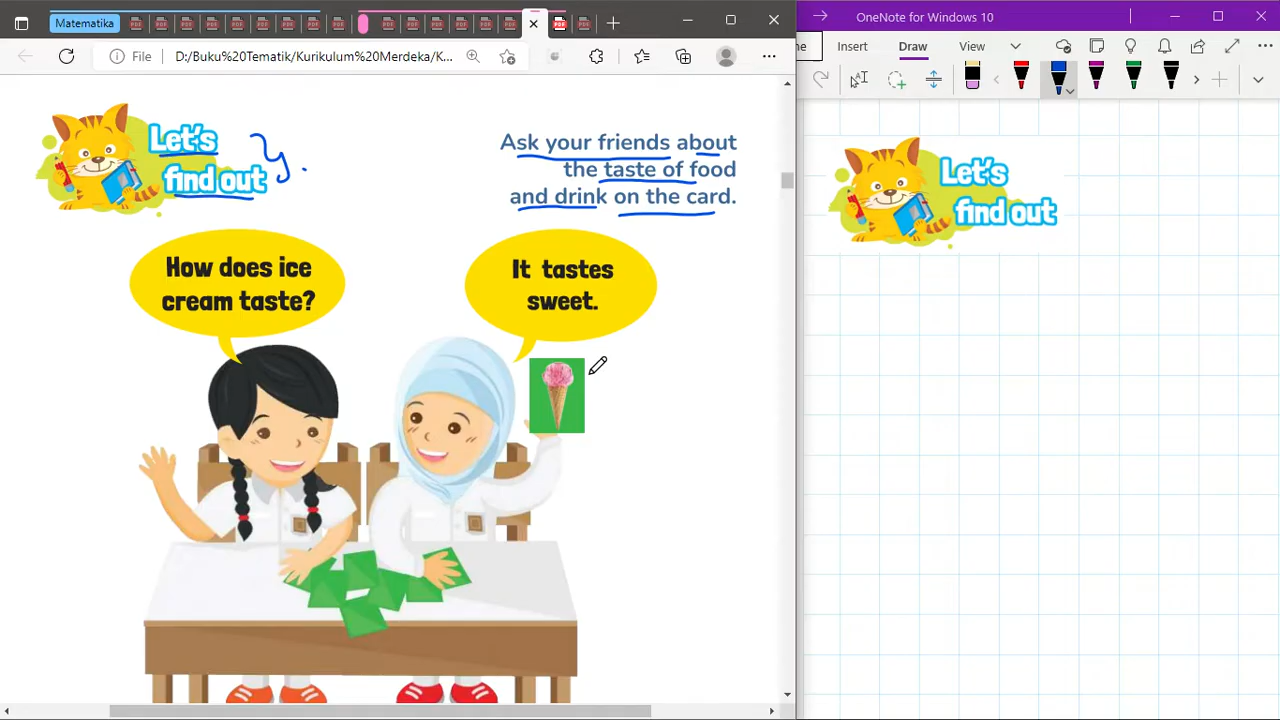 Matematika
File
D:/Buku%20Tematik/Kurikulum%20Merdeka/K...
OneNote for Windows 10
Insert
Draw
View
Let's
find out
y.
Ask your friends about
the taste of food
and drink on the card.
How does ice
cream taste?
It tastes
sweet.
Let's
find out